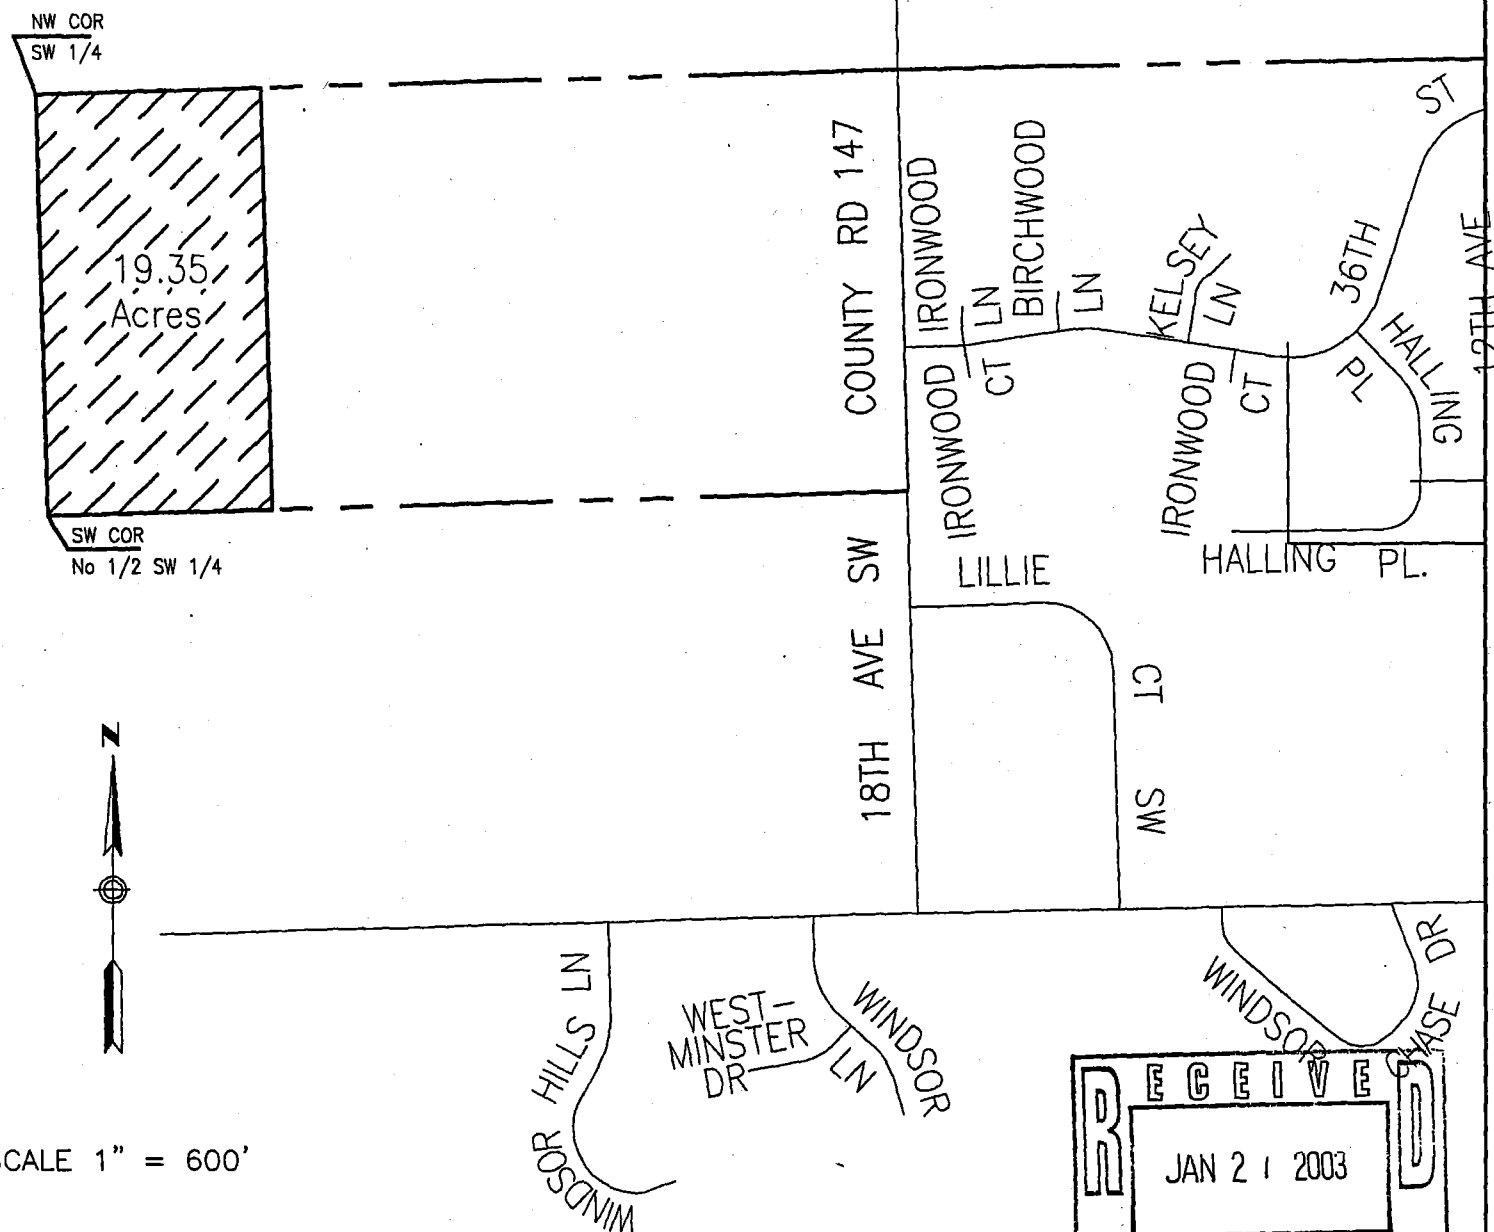 NW COR
SW 1/4
19.35
Acres
SW COR
No 1/2 SW 1/4
COUNTY RD 147
18TH AVE SW
IRONWOOD
LN
BIRCHWOOD
LN
KELSEY
LN
36TH
ST
12TH AVE
IRONWOOD
CT
IRONWOOD
CT
HALLING
PL
HALLING PL.
LILLIE
CT SW
N
WINDSOR HILLS LN
WEST-
MINSTER
DR
WINDSOR
LN
WINDSOR CHASE DR
SCALE 1" = 600'
RECEIVED
JAN 21 2003